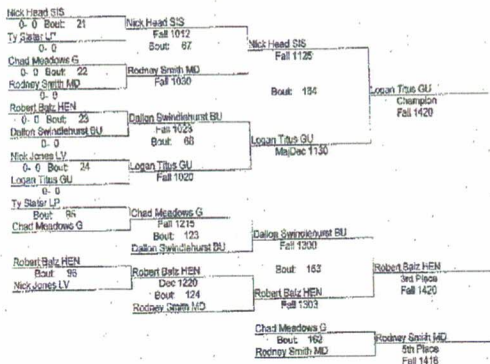 Nick Head SIS
0- 0 Bout: 21
Ty Slater LP
0- 0
Nick Head SIS
Fall 1012
Bout: 67
Chad Meadows G
0- 0 Bout: 22
Rodney Smith MD
0- 0
Rodney Smith MD
Fall 1030
Nick Head SIS
Fall 1125
Bout: 184
Robert Balz HEN
0- 0 Bout: 23
Dallon Swindlehurst BU
0- 0
Dallon Swindlehurst BU
Fall 1023
Bout: 68
Nick Jones LV
0- 0 Bout: 24
Logan Titus GU
0- 0
Logan Titus GU
Fall 1020
Logan Titus GU
MajDec 1130
Logan Titus GU
Champion
Fall 1420
Ty Slater LP
Bout: 95
Chad Meadows G
Chad Meadows G
Fall 1215
Bout: 123
Dallon Swindlehurst BU
Dallon Swindlehurst BU
Fall 1300
Bout: 163
Robert Balz HEN
Bout: 96
Nick Jones LV
Robert Balz HEN
Dec 1220
Bout: 124
Rodney Smith MD
Robert Balz HEN
Fall 1303
Robert Balz HEN
3rd Place
Fall 1420
Chad Meadows G
Bout: 162
Rodney Smith MD
Rodney Smith MD
5th Place
Fall 1416